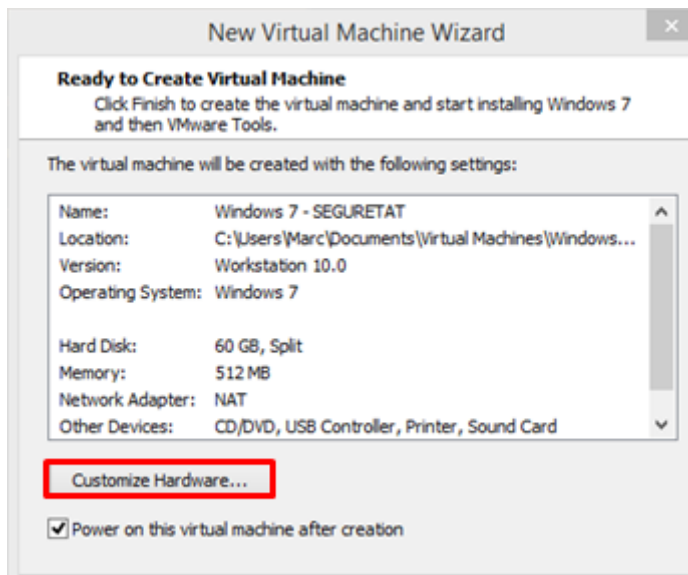 New Virtual Machine Wizard
Ready to Create Virtual Machine
Click Finish to create the virtual machine and start installing Windows 7
and then VMware Tools.
The virtual machine will be created with the following settings:
Name: Windows 7 - SEGURETAT
Location: C:\Users\Marc\Documents\Virtual Machines\Windows...
Version: Workstation 10.0
Operating System: Windows 7
Hard Disk: 60 GB, Split
Memory: 512 MB
Network Adapter: NAT
Other Devices: CD/DVD, USB Controller, Printer, Sound Card
Customize Hardware...
Power on this virtual machine after creation